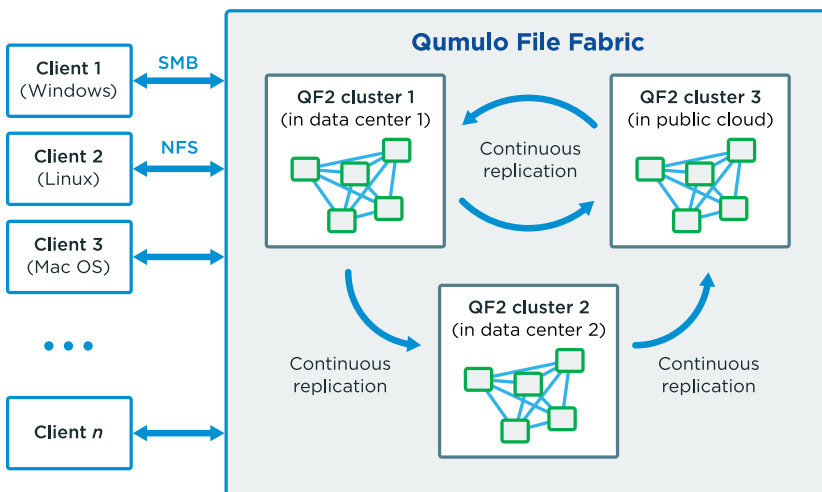 Qumulo File Fabric
Client 1
(Windows)
SMB
Client 2
(Linux)
NFS
Client 3
(Mac OS)
Client n
QF2 cluster 1
(in data center 1)
Continuous
replication
QF2 cluster 3
(in public cloud)
Continuous
replication
QF2 cluster 2
(in data center 2)
Continuous
replication